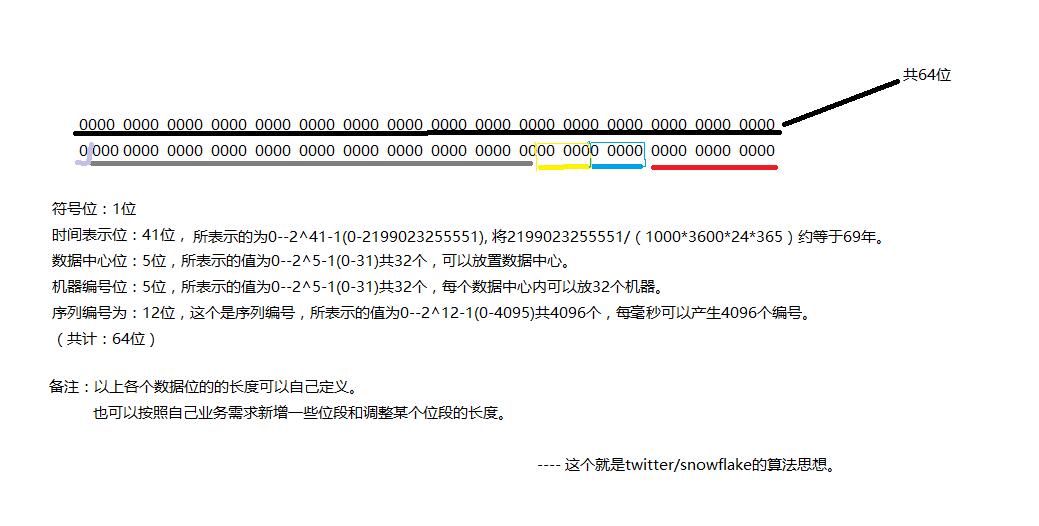 共64位
0000 0000 0000 0000 0000 0000 0000 0000 0000 0000 0000 0000 0000 0000 0000 0000
0000 0000 0000 0000 0000 0000 0000 0000 0000 0000 0000 0000 0000 0000 0000 0000
符号位：1位
时间表示位：41位，所表示的为0--2^41-1(0-2199023255551), 将2199023255551/（1000*3600*24*365）约等于69年。
数据中心位：5位，所表示的值为0--2^5-1(0-31)共32个，可以放置数据中心。
机器编号位：5位，所表示的值为0--2^5-1(0-31)共32个，每个数据中心内可以放32个机器。
序列编号为：12位，这个是序列编号，所表示的值为0--2^12-1(0-4095)共4096个，每毫秒可以产生4096个编号。
（共计：64位）
备注：以上各个数据位的的长度可以自己定义。
也可以按照自己业务需求新增一些位段和调整某个位段的长度。
---- 这个就是twitter/snowflake的算法思想。